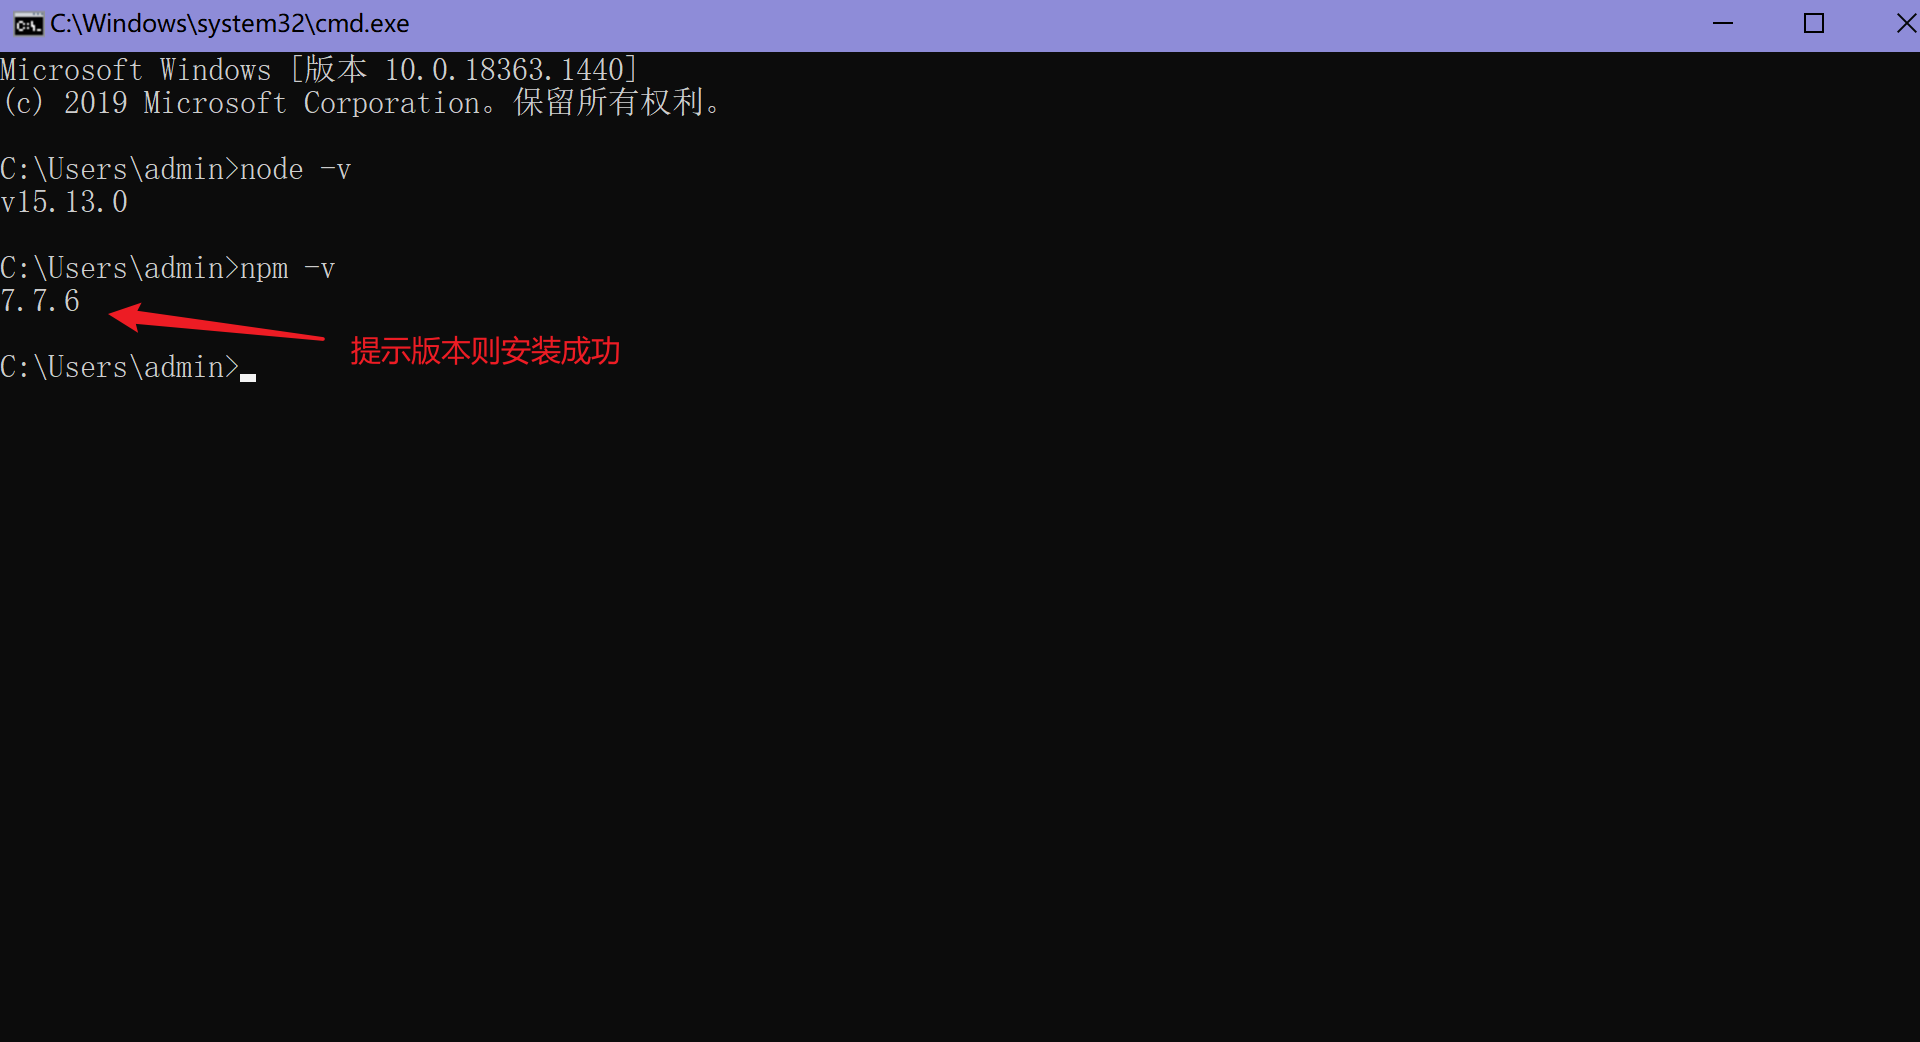 C:\Windows\system32\cmd.exe
Microsoft Windows [版本 10.0.18363.1440]
(c) 2019 Microsoft Corporation。保留所有权利。
C:\Users\admin>node -v
v15.13.0
C:\Users\admin>npm -v
7.7.6
提示版本则安装成功
C:\Users\admin>